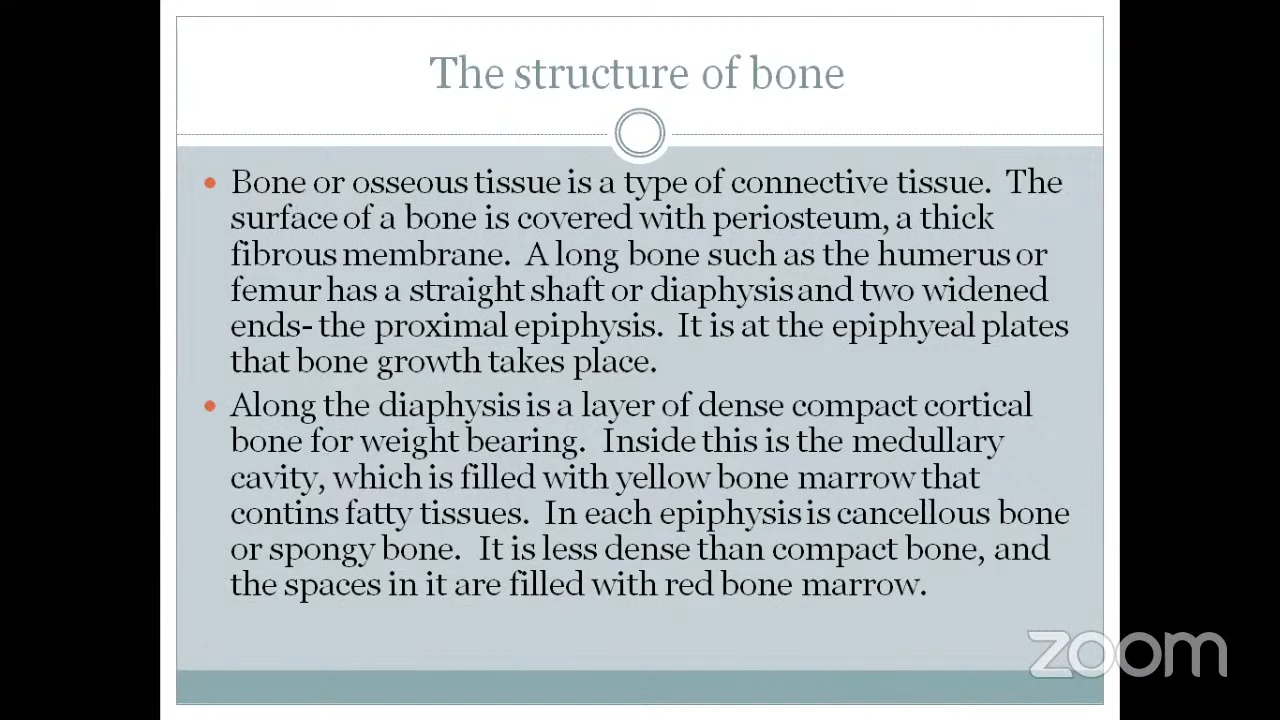 The structure of bone
Bone or osseous tissue is a type of connective tissue. The
surface of a bone is covered with periosteum, a thick
fibrous membrane. A long bone such as the humerus or
femur has a straight shaft or diaphysis and two widened
ends- the proximal epiphysis. It is at the epiphyeal plates
that bone growth takes place.
Along the diaphysis is a layer of dense compact cortical
bone for weight bearing. Inside this is the medullary
cavity, which is filled with yellow bone marrow that
contins fatty tissues. In each epiphysis is cancellous bone
or spongy bone. It is less dense than compact bone, and
the spaces in it are filled with red bone marrow.
zoom